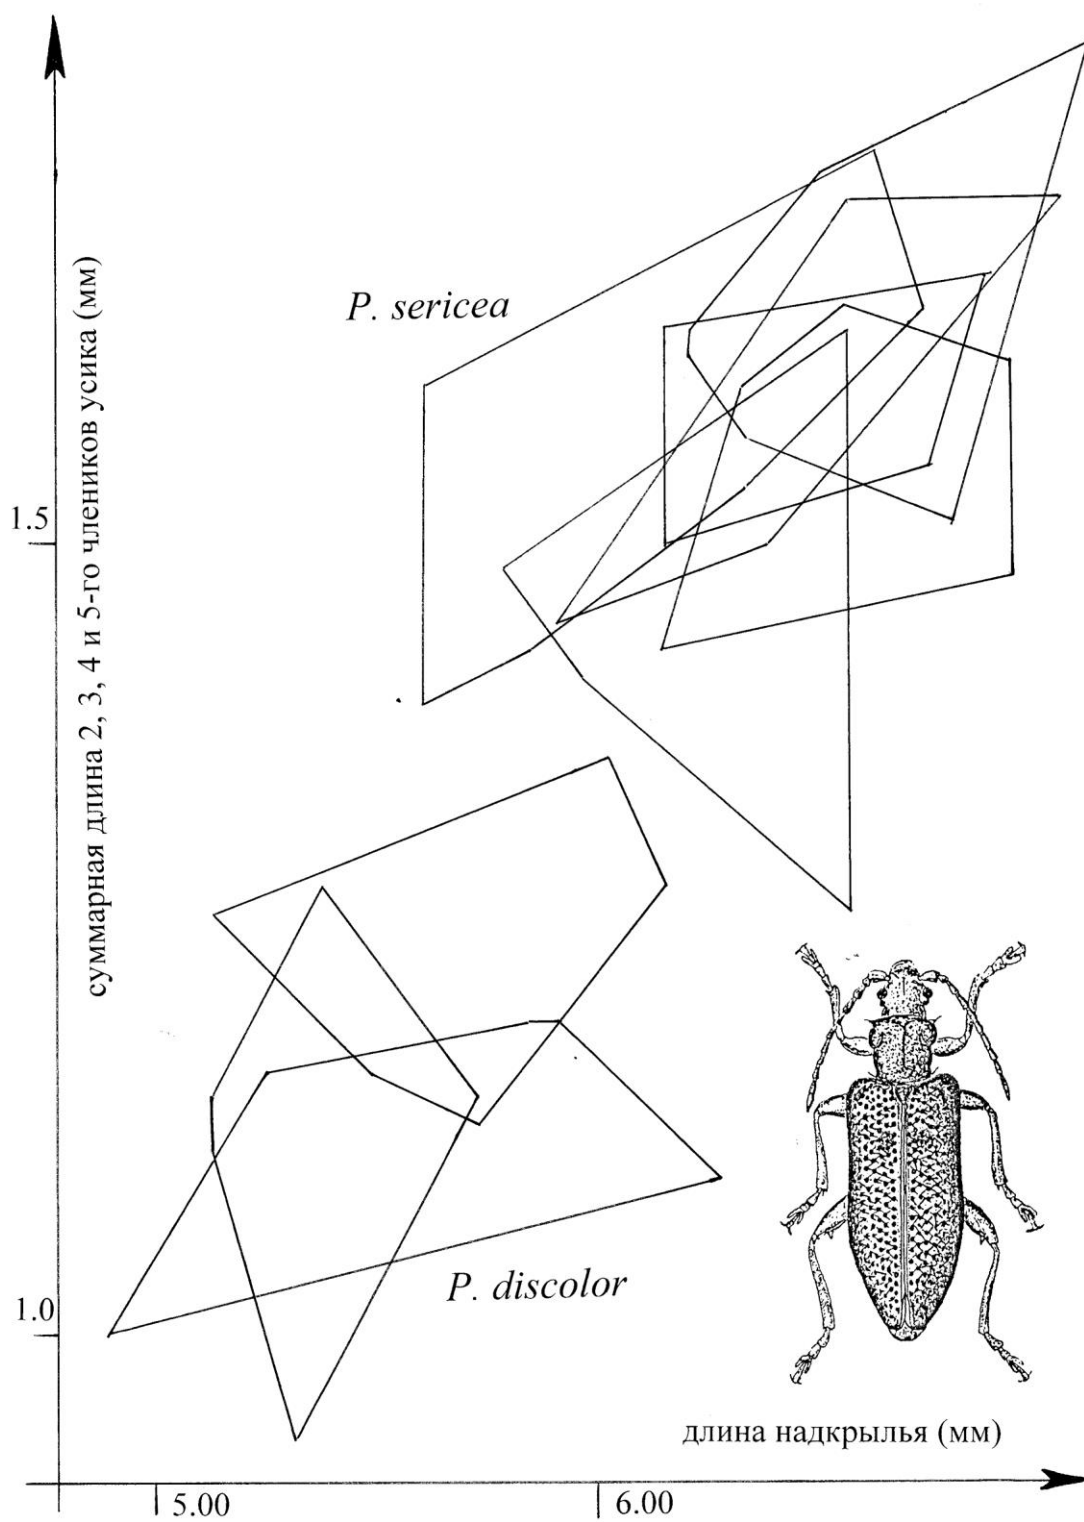 P. sericea
суммарная длина 2, 3, 4 и 5-го члеников усика (мм)
1.5
1.0
P. discolor
длина надкрылья (мм)
5.00
6.00